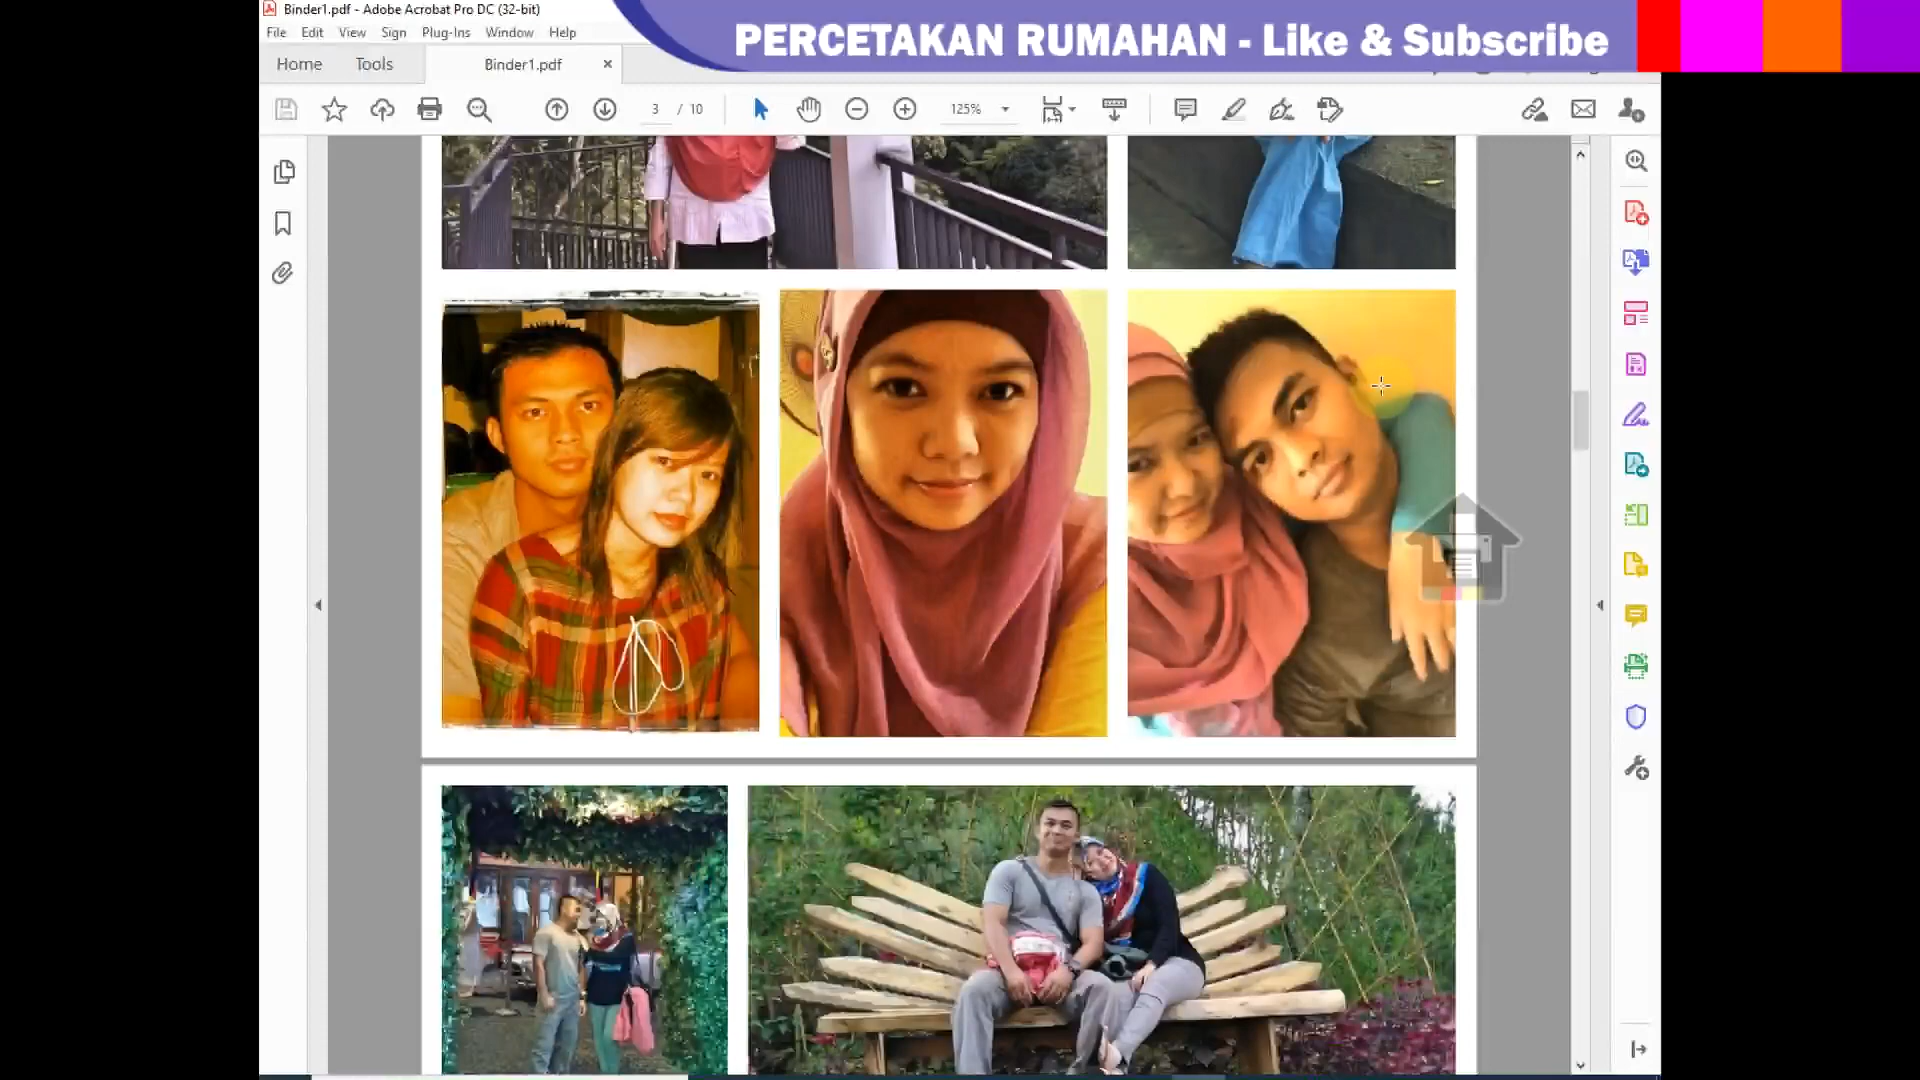 Binder1.pdf - Adobe Acrobat Pro DC (32-bit)
File Edit View Sign Plug-Ins Window Help
PERCETAKAN RUMAHAN - Like & Subscribe
Home Tools Binder1.pdf
3 / 10 125%